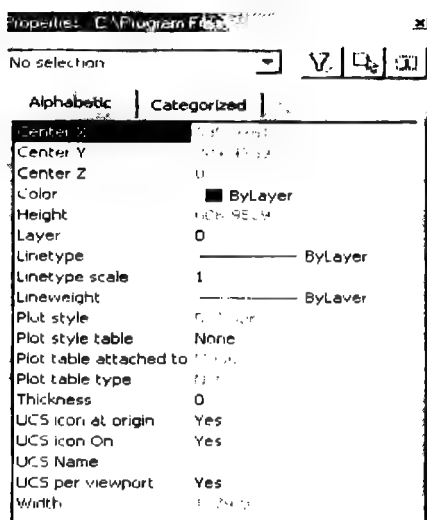 Properties - C:\Program Files
No selection
Alphabetic Categorized
Center X
Center Y
Center Z 0
Color ByLayer
Height
Layer 0
Linetype ByLayer
Linetype scale 1
Lineweight ByLayer
Plot style
Plot style table None
Plot table attached to
Plot table type
Thickness 0
UCS icon at origin Yes
UCS icon On Yes
UCS Name
UCS per viewport Yes
Width